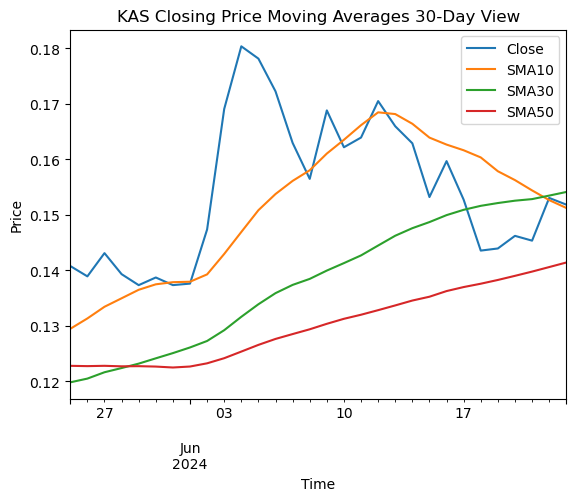 KAS Closing Price Moving Averages 30-Day View
Close
SMA10
SMA30
SMA50
0.18
0.17
0.16
0.15
0.14
0.13
0.12
Price
27
03
10
17
Jun
2024
Time